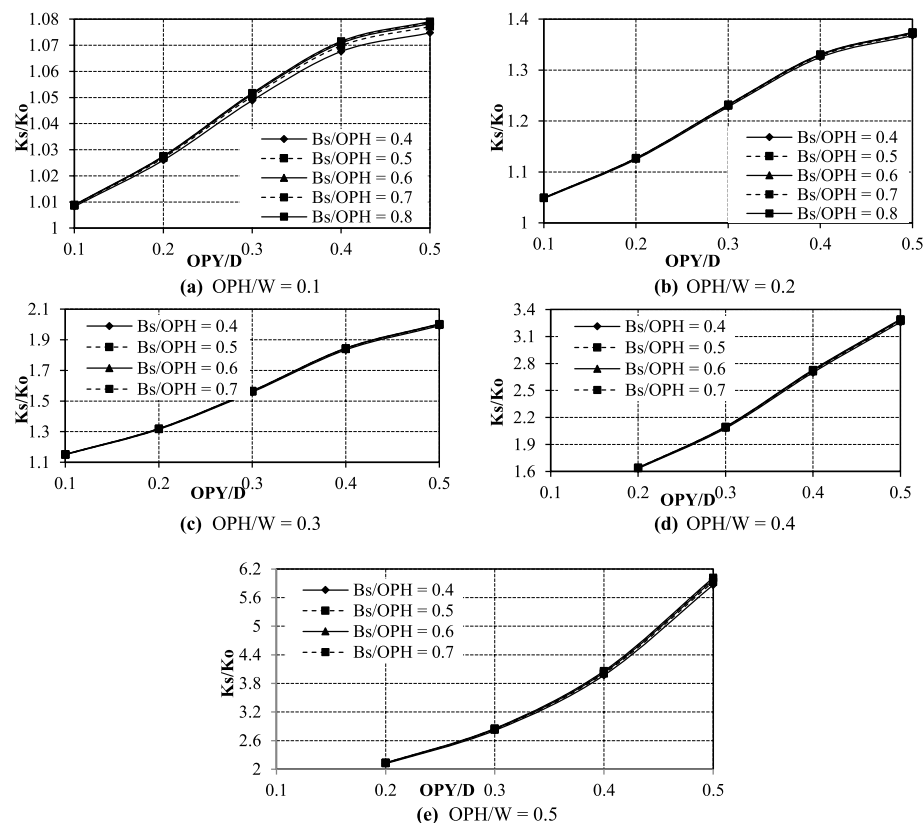 1.08
1.07
1.06
1.05
1.04
1.03
1.02
1.01
1
Ks/Ko
Bs/OPH = 0.4
Bs/OPH = 0.5
Bs/OPH = 0.6
Bs/OPH = 0.7
Bs/OPH = 0.8
0.1 0.2 0.3 0.4 0.5
OPY/D
(a) OPH/W = 0.1
1.4
1.3
1.2
1.1
1
Ks/Ko
Bs/OPH = 0.4
Bs/OPH = 0.5
Bs/OPH = 0.6
Bs/OPH = 0.7
Bs/OPH = 0.8
0.1 0.2 0.3 0.4 0.5
OPY/D
(b) OPH/W = 0.2
2.1
1.9
1.7
1.5
1.3
1.1
Ks/Ko
Bs/OPH = 0.4
Bs/OPH = 0.5
Bs/OPH = 0.6
Bs/OPH = 0.7
0.1 0.2 0.3 0.4 0.5
OPY/D
(c) OPH/W = 0.3
3.4
3.1
2.8
2.5
2.2
1.9
1.6
Ks/Ko
Bs/OPH = 0.4
Bs/OPH = 0.5
Bs/OPH = 0.6
Bs/OPH = 0.7
0.1 0.2 0.3 0.4 0.5
OPY/D
(d) OPH/W = 0.4
6.2
5.6
5
4.4
3.8
3.2
2.6
2
Ks/Ko
Bs/OPH = 0.4
Bs/OPH = 0.5
Bs/OPH = 0.6
Bs/OPH = 0.7
0.1 0.2 0.3 0.4 0.5
OPY/D
(e) OPH/W = 0.5